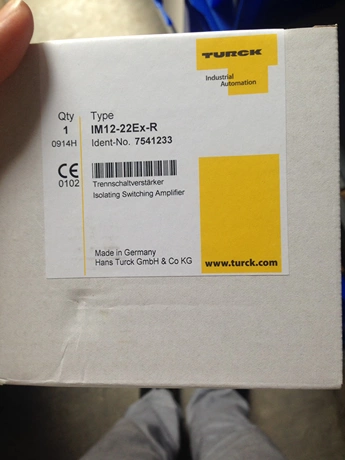 TURCK
Industrial
Automation
Qty Type
1 IM12-22Ex-R
0914H Ident-No. 7541233
CE
0102
Trennschaltverstärker
Isolating Switching Amplifier
Made in Germany
Hans Turck GmbH & Co KG
www.turck.com